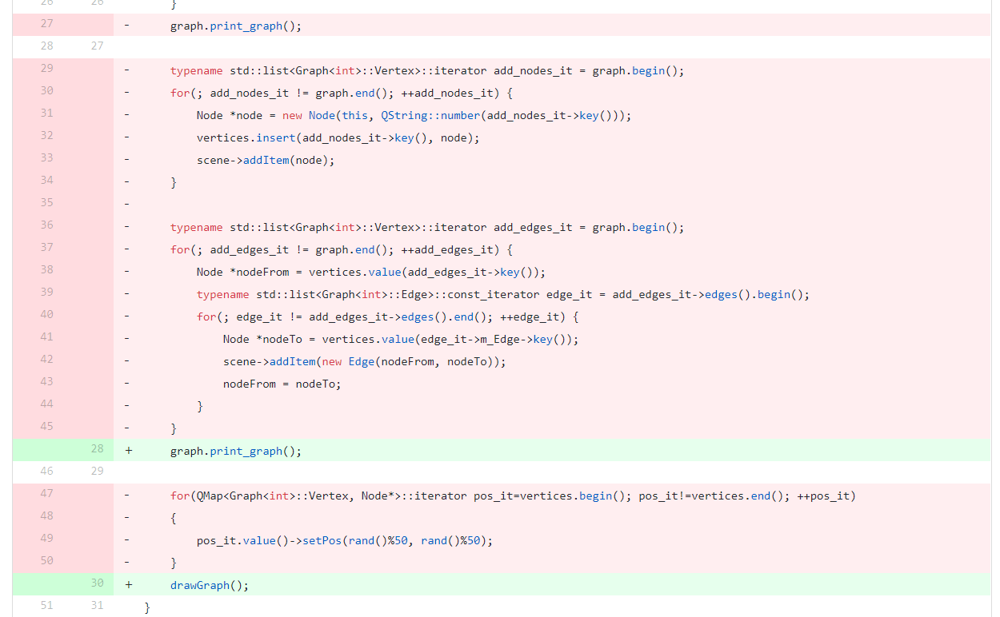 26 26 }
27 - graph.print_graph();
28 27
29 - typename std::list<Graph<int>::Vertex>::iterator add_nodes_it = graph.begin();
30 - for(; add_nodes_it != graph.end(); ++add_nodes_it) {
31 - Node *node = new Node(this, QString::number(add_nodes_it->key()));
32 - vertices.insert(add_nodes_it->key(), node);
33 - scene->addItem(node);
34 - }
35 -
36 - typename std::list<Graph<int>::Vertex>::iterator add_edges_it = graph.begin();
37 - for(; add_edges_it != graph.end(); ++add_edges_it) {
38 - Node *nodeFrom = vertices.value(add_edges_it->key());
39 - typename std::list<Graph<int>::Edge>::const_iterator edge_it = add_edges_it->edges().begin();
40 - for(; edge_it != add_edges_it->edges().end(); ++edge_it) {
41 - Node *nodeTo = vertices.value(edge_it->m_Edge->key());
42 - scene->addItem(new Edge(nodeFrom, nodeTo));
43 - nodeFrom = nodeTo;
44 - }
45 - }
28 + graph.print_graph();
46 29
47 - for(QMap<Graph<int>::Vertex, Node*>::iterator pos_it=vertices.begin(); pos_it!=vertices.end(); ++pos_it)
48 - {
49 - pos_it.value()->setPos(rand()%50, rand()%50);
50 - }
30 + drawGraph();
51 31 }